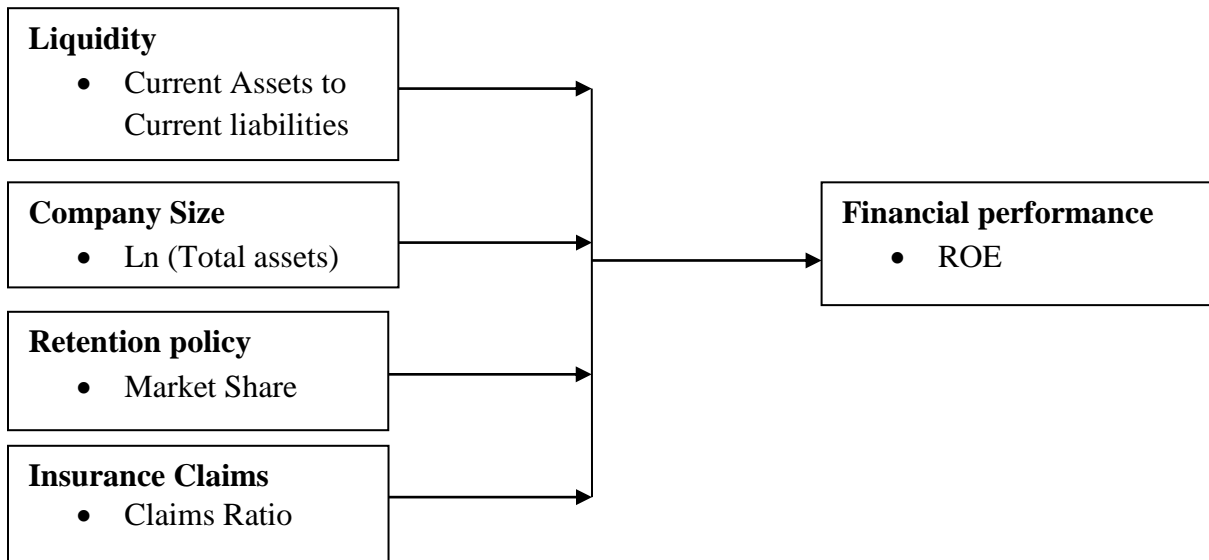 Liquidity
• Current Assets to
Current liabilities
Company Size
• Ln (Total assets)
Retention policy
• Market Share
Insurance Claims
• Claims Ratio
Financial performance
• ROE